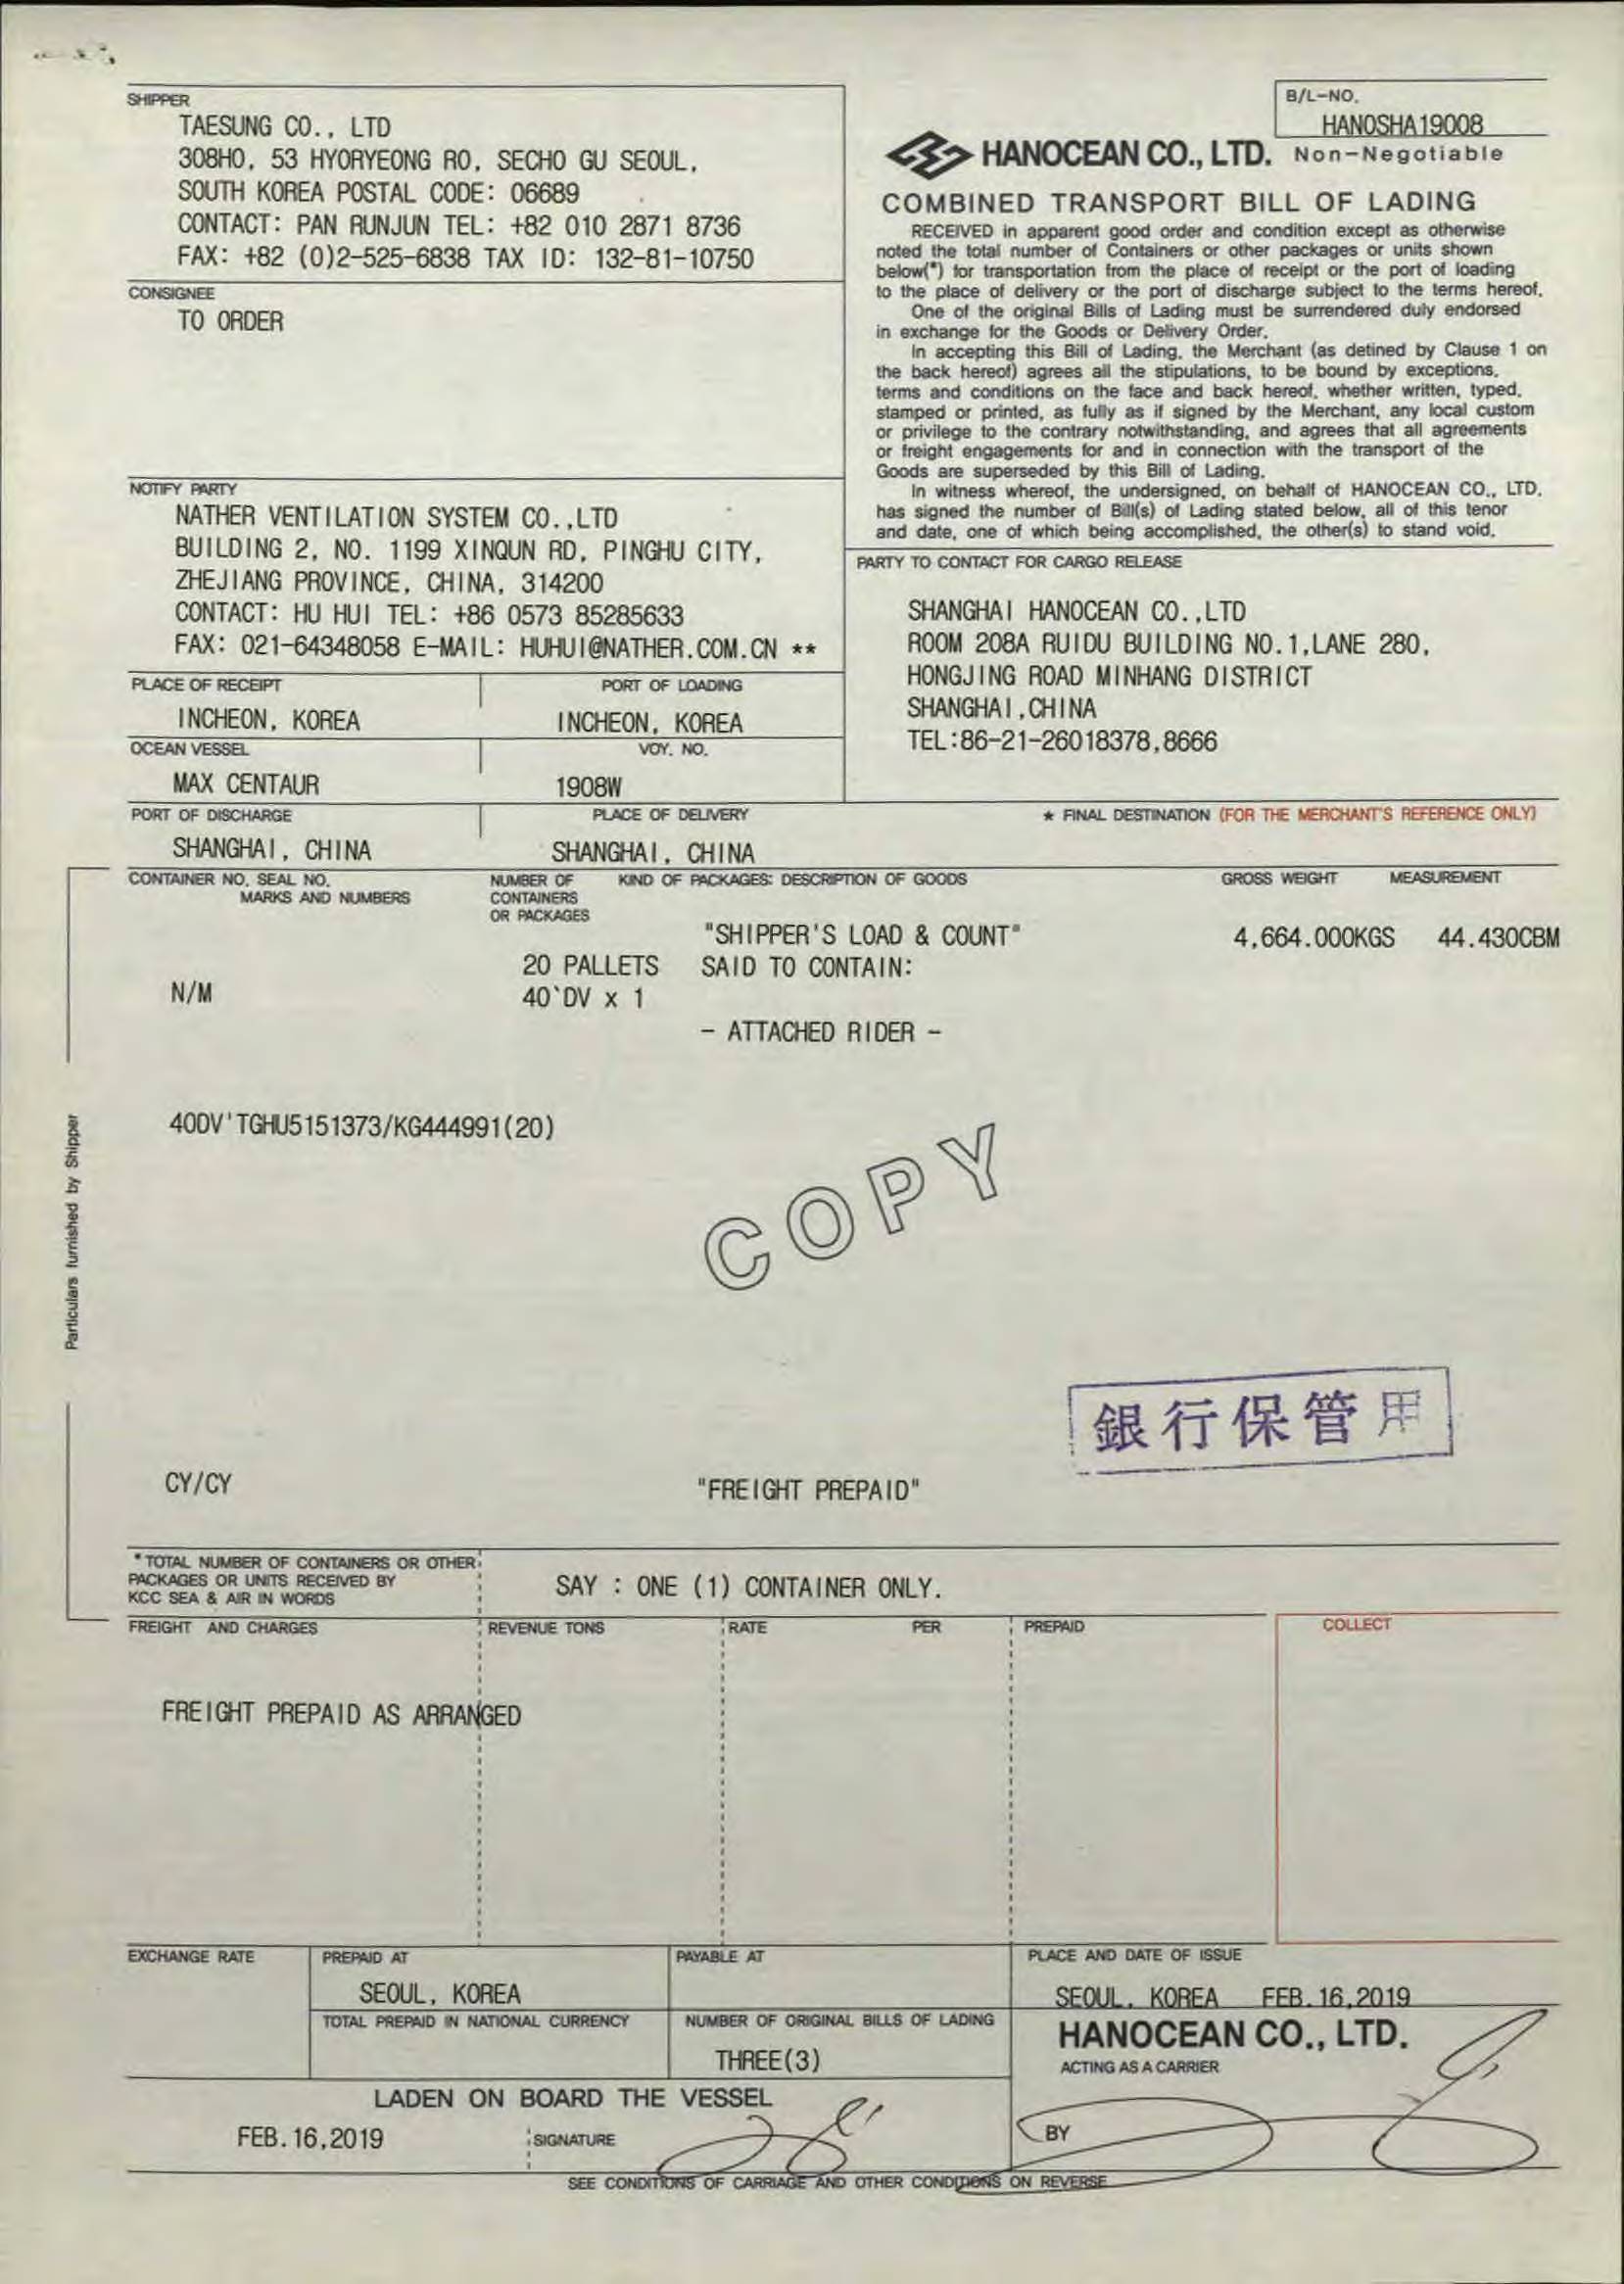 SHIPPER
TAESUNG CO., LTD
308HO, 53 HYORYEONG RO, SECHO GU SEOUL,
SOUTH KOREA POSTAL CODE: 06689
CONTACT: PAN RUNJUN TEL: +82 010 2871 8736
FAX: +82 (0)2-525-6838 TAX ID: 132-81-10750
CONSIGNEE
TO ORDER
NOTIFY PARTY
NATHER VENTILATION SYSTEM CO.,LTD
BUILDING 2, NO. 1199 XINQUN RD, PINGHU CITY,
ZHEJIANG PROVINCE, CHINA, 314200
CONTACT: HU HUI TEL: +86 0573 85285633
FAX: 021-64348058 E-MAIL: HUHUI@NATHER.COM.CN **
B/L-NO.
HANOSHA19008
HANOCEAN CO., LTD. Non-Negotiable
COMBINED TRANSPORT BILL OF LADING
RECEIVED in apparent good order and condition except as otherwise
noted the total number of Containers or other packages or units shown
below(*) for transportation from the place of receipt or the port of loading
to the place of delivery or the port of discharge subject to the terms hereof.
One of the original Bills of Lading must be surrendered duly endorsed
in exchange for the Goods or Delivery Order.
In accepting this Bill of Lading, the Merchant (as detined by Clause 1 on
the back hereof) agrees all the stipulations, to be bound by exceptions,
terms and conditions on the face and back hereof, whether written, typed,
stamped or printed, as fully as if signed by the Merchant, any local custom
or privilege to the contrary notwithstanding, and agrees that all agreements
or freight engagements for and in connection with the transport of the
Goods are superseded by this Bill of Lading.
In witness whereof, the undersigned, on behalf of HANOCEAN CO., LTD.
has signed the number of Bill(s) of Lading stated below, all of this tenor
and date, one of which being accomplished, the other(s) to stand void.
PARTY TO CONTACT FOR CARGO RELEASE
SHANGHAI HANOCEAN CO.,LTD
ROOM 208A RUIDU BUILDING NO.1,LANE 280,
HONGJING ROAD MINHANG DISTRICT
SHANGHAI,CHINA
TEL:86-21-26018378,8666
PLACE OF RECEIPT PORT OF LOADING
INCHEON, KOREA INCHEON, KOREA
OCEAN VESSEL VOY. NO.
MAX CENTAUR 1908W
PORT OF DISCHARGE PLACE OF DELIVERY * FINAL DESTINATION (FOR THE MERCHANT'S REFERENCE ONLY)
SHANGHAI, CHINA SHANGHAI, CHINA
CONTAINER NO. SEAL NO.
MARKS AND NUMBERS
NUMBER OF
CONTAINERS
OR PACKAGES
KIND OF PACKAGES: DESCRIPTION OF GOODS GROSS WEIGHT MEASUREMENT
"SHIPPER'S LOAD & COUNT" 4,664.000KGS 44.430CBM
20 PALLETS SAID TO CONTAIN:
N/M 40`DV x 1
- ATTACHED RIDER -
40DV'TGHU5151373/KG444991(20)
Particulars furnished by Shipper
COPY
銀行保管用
CY/CY "FREIGHT PREPAID"
*TOTAL NUMBER OF CONTAINERS OR OTHER
PACKAGES OR UNITS RECEIVED BY
KCC SEA & AIR IN WORDS
SAY : ONE (1) CONTAINER ONLY.
FREIGHT AND CHARGES REVENUE TONS RATE PER PREPAID COLLECT
FREIGHT PREPAID AS ARRANGED
EXCHANGE RATE PREPAID AT PAYABLE AT PLACE AND DATE OF ISSUE
SEOUL, KOREA SEOUL, KOREA FEB.16,2019
TOTAL PREPAID IN NATIONAL CURRENCY NUMBER OF ORIGINAL BILLS OF LADING
THREE(3)
HANOCEAN CO., LTD.
ACTING AS A CARRIER
LADEN ON BOARD THE VESSEL
FEB.16,2019 SIGNATURE
BY
SEE CONDITIONS OF CARRIAGE AND OTHER CONDITIONS ON REVERSE